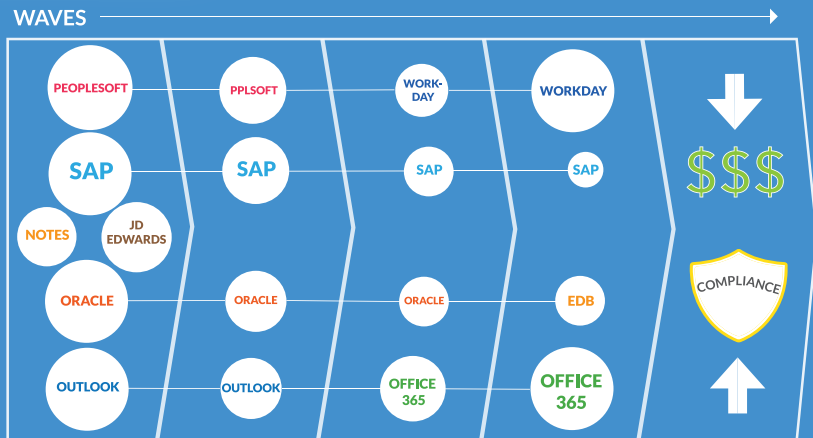 WAVES
PEOPLESOFT
PPLSOFT
WORK-
DAY
WORKDAY
SAP
SAP
SAP
SAP
$$$
NOTES
JD
EDWARDS
ORACLE
ORACLE
ORACLE
EDB
COMPLIANCE
OUTLOOK
OUTLOOK
OFFICE
365
OFFICE
365